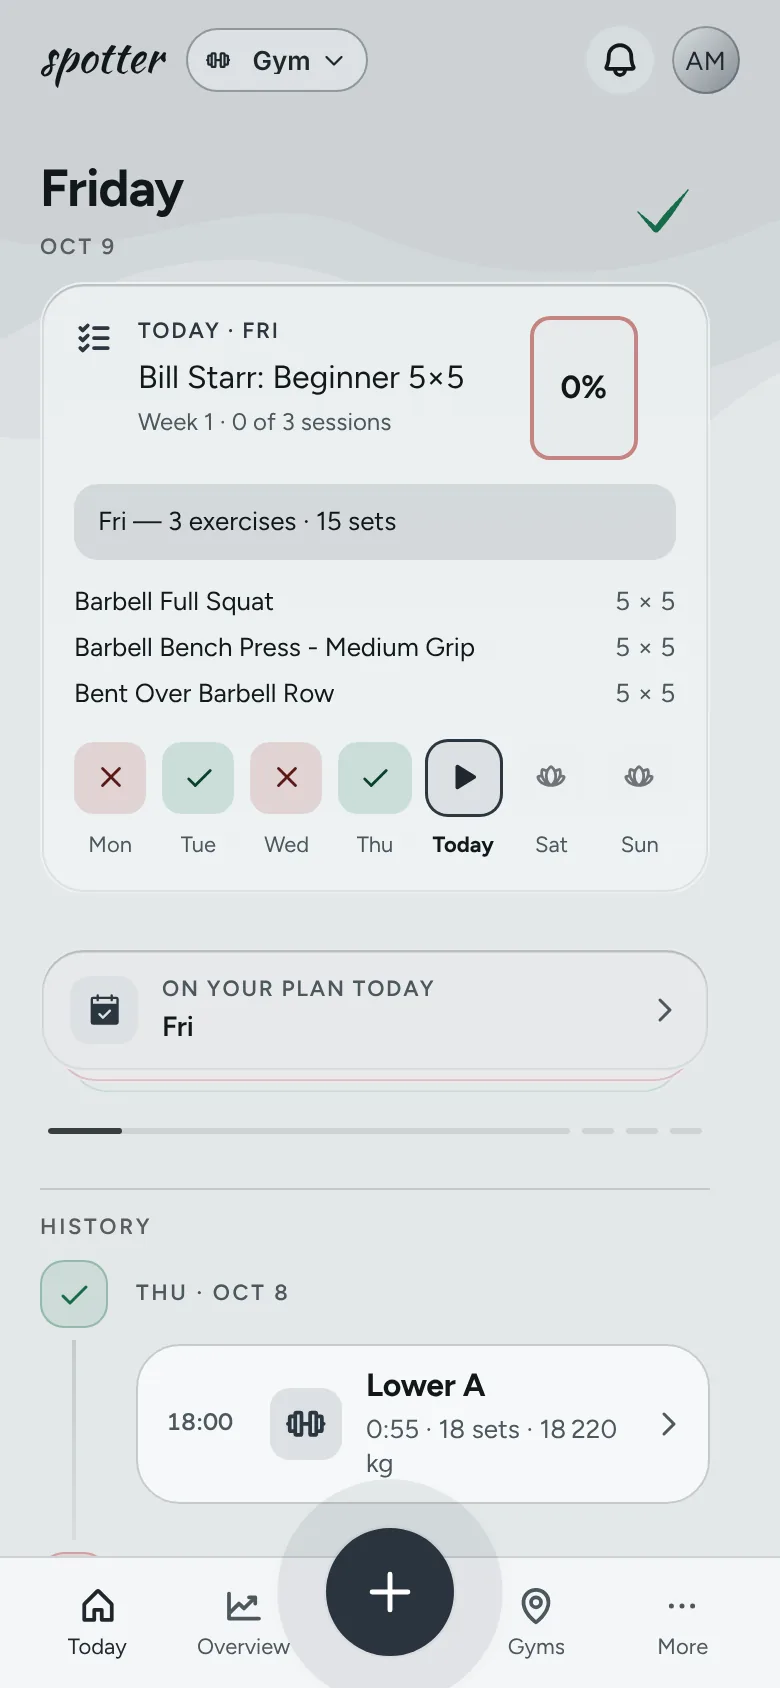 spotter
Gym
AM
Friday
OCT 9
TODAY · FRI
Bill Starr: Beginner 5×5
Week 1 · 0 of 3 sessions
0%
Fri — 3 exercises · 15 sets
Barbell Full Squat 5 × 5
Barbell Bench Press - Medium Grip 5 × 5
Bent Over Barbell Row 5 × 5
Mon Tue Wed Thu Today Sat Sun
ON YOUR PLAN TODAY
Fri
HISTORY
THU · OCT 8
18:00
Lower A
0:55 · 18 sets · 18 220
kg
Today Overview Gyms More